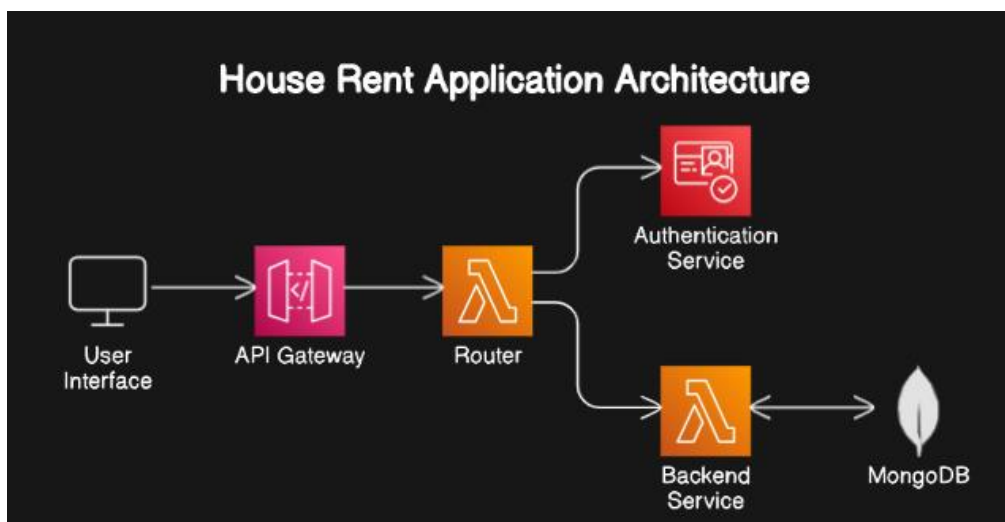 House Rent Application Architecture
Authentication
Service
User
Interface
API Gateway
Router
Backend
Service
MongoDB